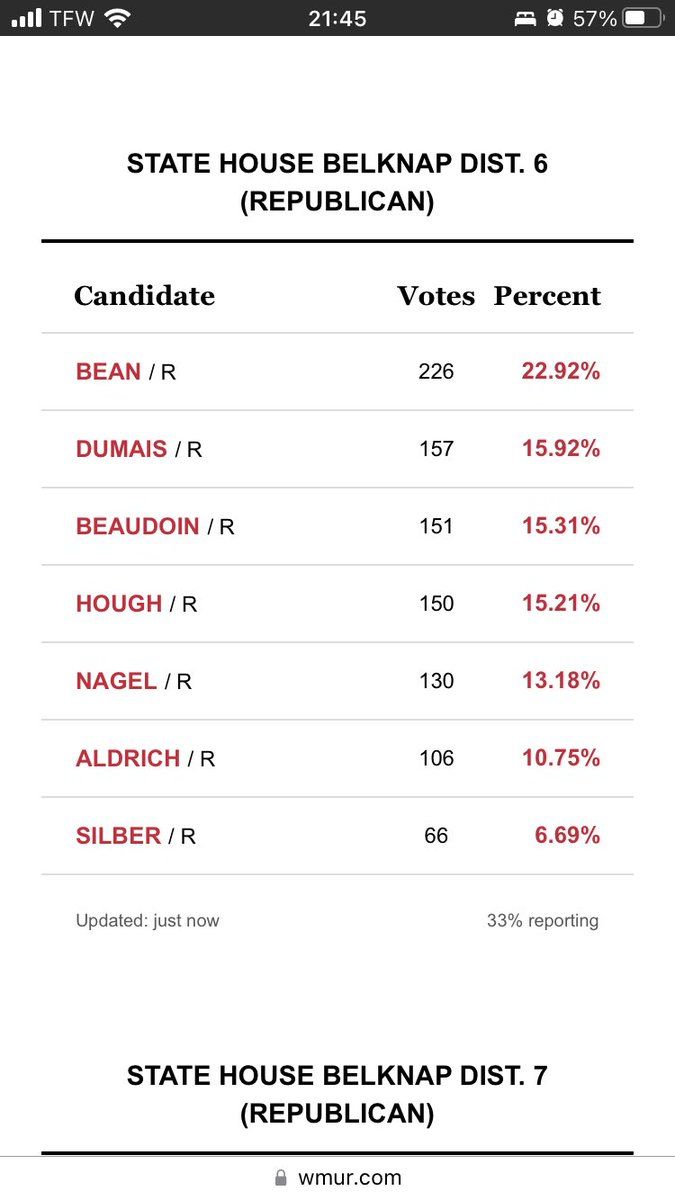 TFW 21:45 57%
STATE HOUSE BELKNAP DIST. 6
(REPUBLICAN)
Candidate Votes Percent
BEAN / R 226 22.92%
DUMAIS / R 157 15.92%
BEAUDOIN / R 151 15.31%
HOUGH / R 150 15.21%
NAGEL / R 130 13.18%
ALDRICH / R 106 10.75%
SILBER / R 66 6.69%
Updated: just now 33% reporting
STATE HOUSE BELKNAP DIST. 7
(REPUBLICAN)
wmur.com